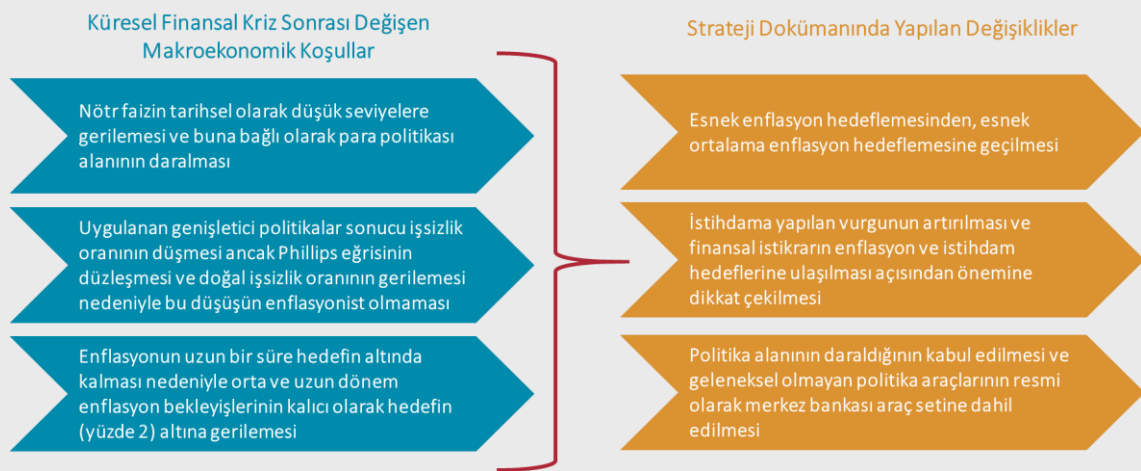 Küresel Finansal Kriz Sonrası Değişen
Makroekonomik Koşullar
Nötr faizin tarihsel olarak düşük seviyelere
gerilemesi ve buna bağlı olarak para politikası
alanının daralması
Uygulanan genişletici politikalar sonucu işsizlik
oranının düşmesi ancak Phillips eğrisinin
düzleşmesi ve doğal işsizlik oranının gerilemesi
nedeniyle bu düşüşün enflasyonist olmaması
Enflasyonun uzun bir süre hedefin altında
kalması nedeniyle orta ve uzun dönem
enflasyon bekleyişlerinin kalıcı olarak hedefin
(yüzde 2) altına gerilemesi
Strateji Dokümanında Yapılan Değişiklikler
Esnek enflasyon hedeflemesinden, esnek
ortalama enflasyon hedeflemesine geçilmesi
İstihdama yapılan vurgunun artırılması ve
finansal istikrarın enflasyon ve istihdam
hedeflerine ulaşılması açısından önemine
dikkat çekilmesi
Politika alanının daraldığının kabul edilmesi ve
geleneksel olmayan politika araçlarının resmi
olarak merkez bankası araç setine dahil
edilmesi